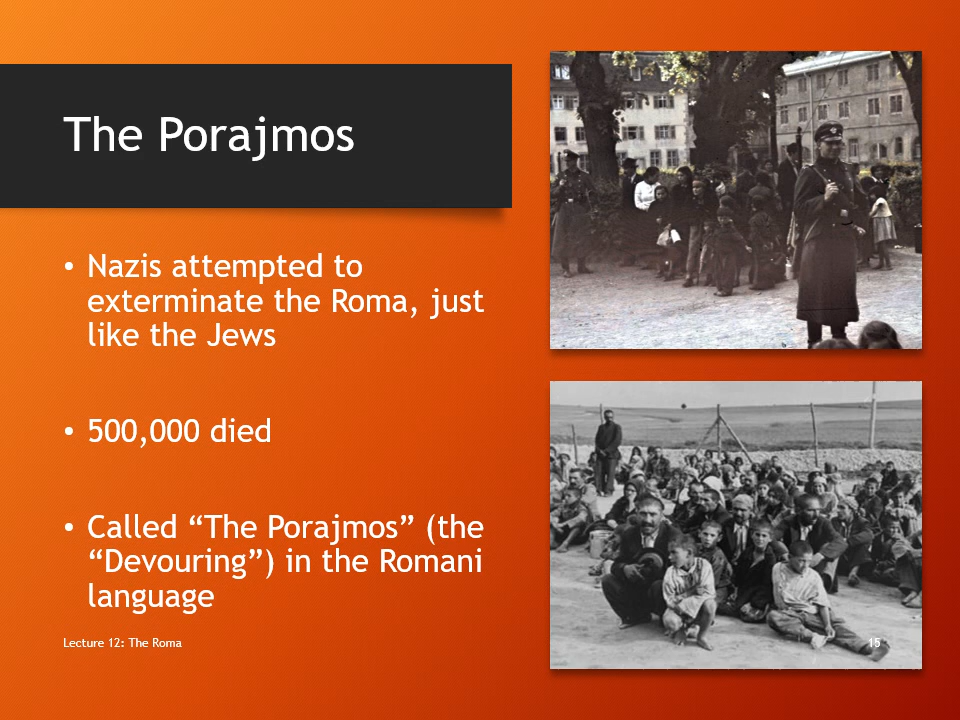 The Porajmos
• Nazis attempted to
exterminate the Roma, just
like the Jews
• 500,000 died
• Called “The Porajmos” (the
“Devouring”) in the Romani
language
Lecture 12: The Roma
15